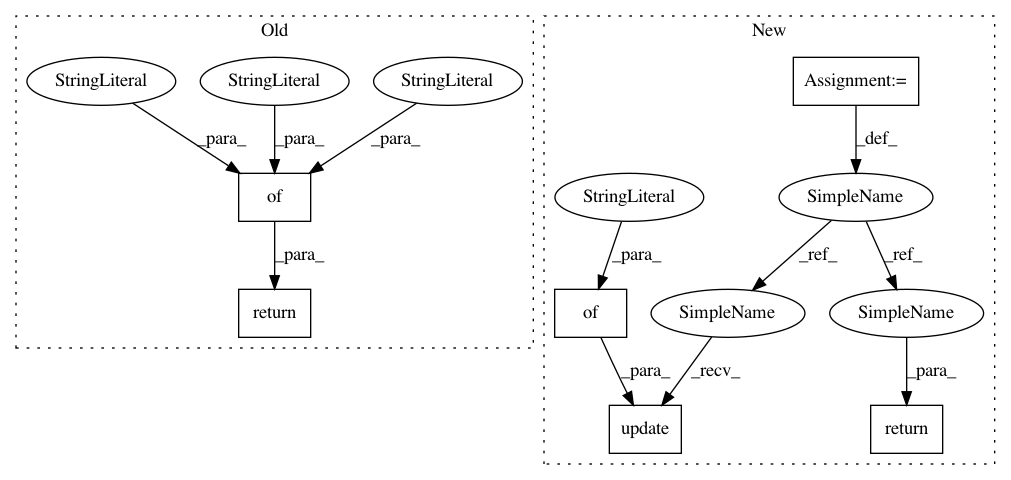 Old
New
StringLiteral
StringLiteral
StringLiteral
Assignment:=
_para_
_para_
_para_
_def_
of
StringLiteral
SimpleName
_para_
_para_
_ref_
_ref_
return
of
SimpleName
SimpleName
_para_
_recv_
_para_
update
return